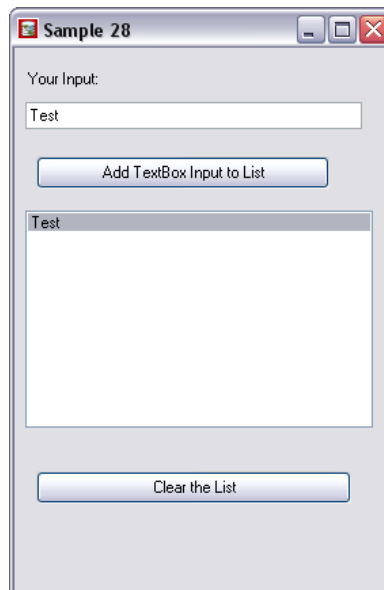 Sample 28
Your Input:
Test
Add TextBox Input to List
Test
Clear the List